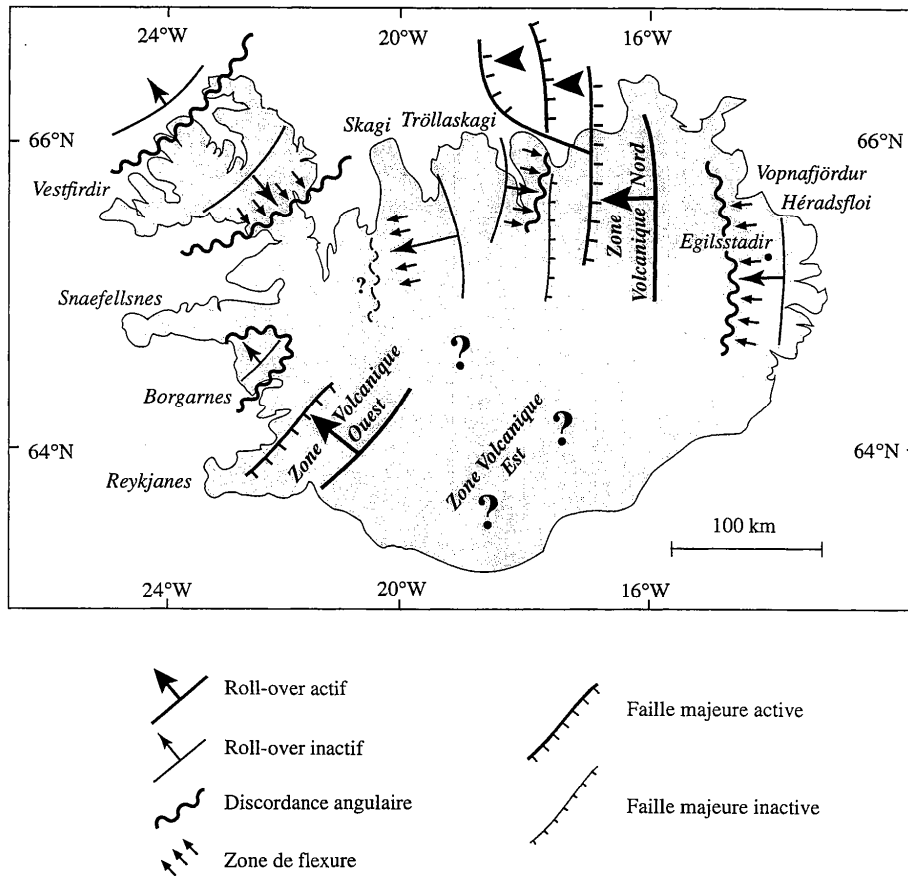 24°W 20°W 16°W
66°N 66°N
Skagi Tröllaskagi
Vestfirdir
Vopnafjördur
Héradsfloi
Egilsstadir
Zone
Volcanique Nord
Snaefellsnes
?
?
Borgarnes
Zone Volcanique
Ouest
?
64°N 64°N
Reykjanes
Zone Volcanique
Est
?
100 km
24°W 20°W 16°W
Roll-over actif
Roll-over inactif
Discordance angulaire
Zone de flexure
Faille majeure active
Faille majeure inactive